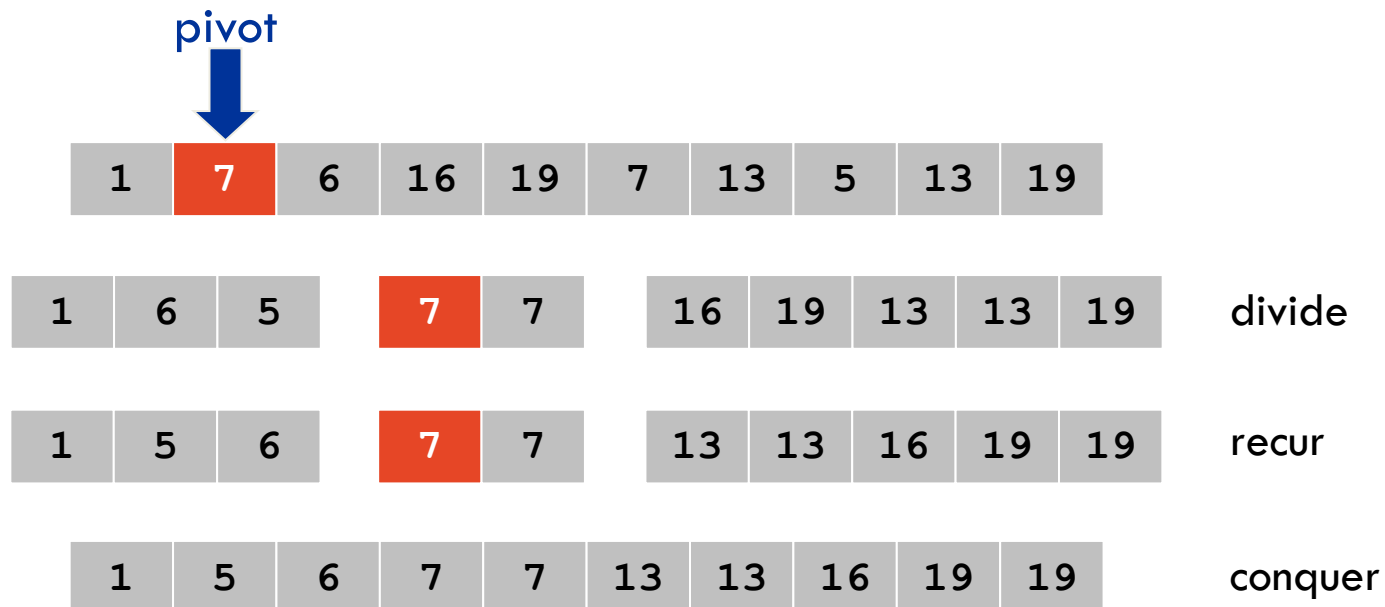 pivot
1 7 6 16 19 7 13 5 13 19
1 6 5 7 7 16 19 13 13 19 divide
1 5 6 7 7 13 13 16 19 19 recur
1 5 6 7 7 13 13 16 19 19 conquer